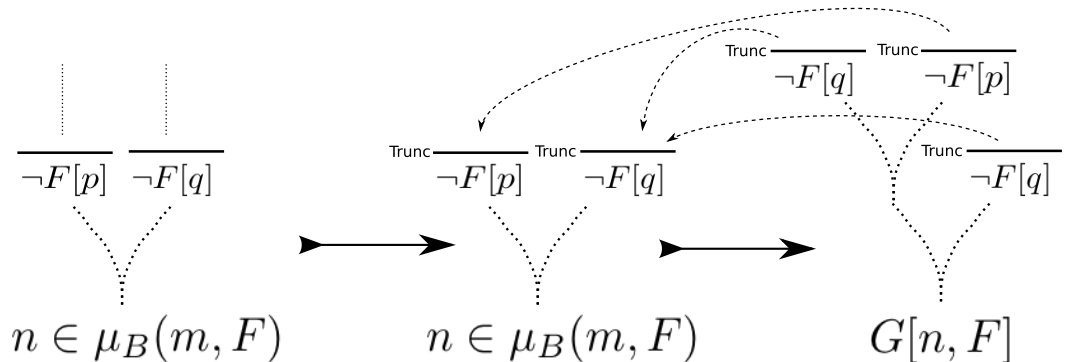 Trunc Trunc
¬F[q] ¬F[p]
Trunc Trunc Trunc
¬F[p] ¬F[q] ¬F[p] ¬F[q] ¬F[q]
n ∈ μ_B(m, F) n ∈ μ_B(m, F) G[n, F]